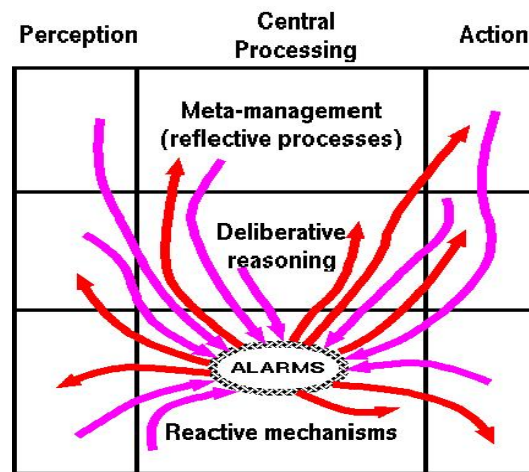 Perception
Central
Processing
Action
Meta-management
(reflective processes)
Deliberative
reasoning
ALARMS
Reactive mechanisms